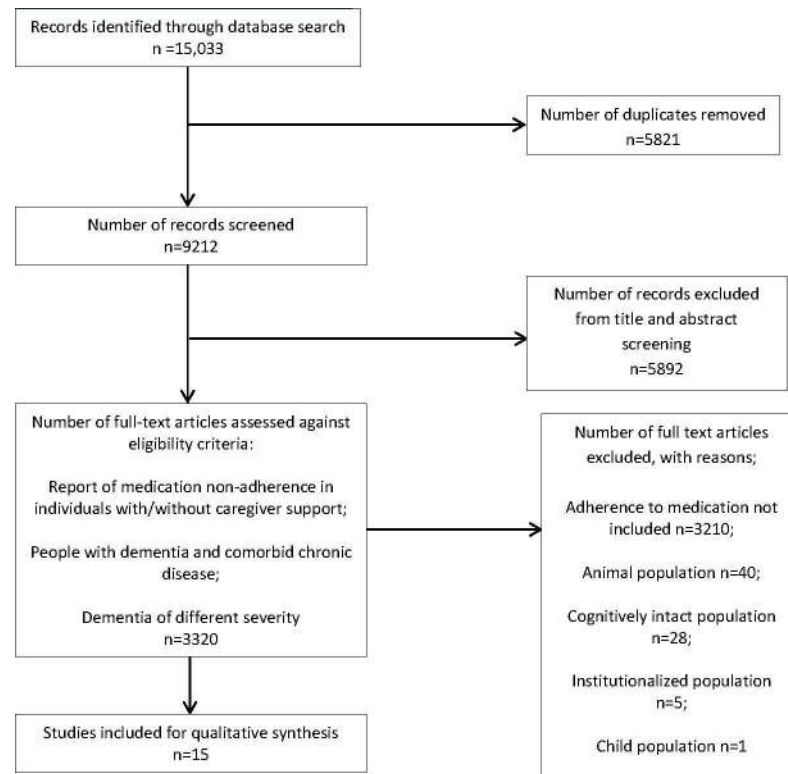 Records identified through database search
n =15,033
Number of duplicates removed
n=5821
Number of records screened
n=9212
Number of records excluded
from title and abstract
screening
n=5892
Number of full-text articles assessed against
eligibility criteria:
Report of medication non-adherence in
individuals with/without caregiver support;
People with dementia and comorbid chronic
disease;
Dementia of different severity
n=3320
Number of full text articles
excluded, with reasons;
Adherence to medication not
included n=3210;
Animal population n=40;
Cognitively intact population
n=28;
Institutionalized population
n=5;
Child population n=1
Studies included for qualitative synthesis
n=15